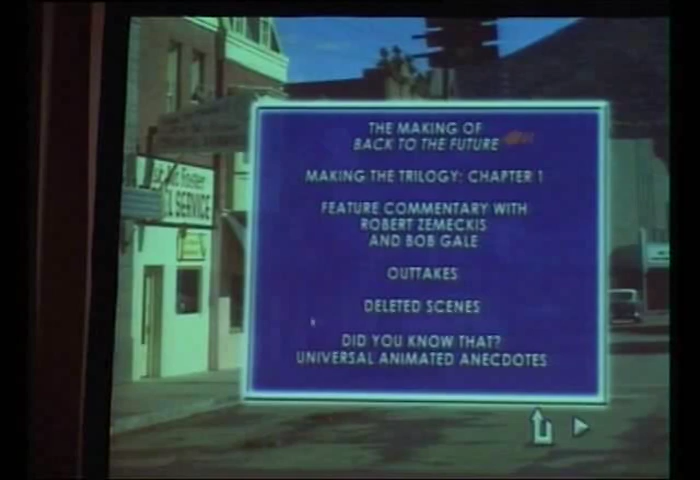 THE MAKING OF
BACK TO THE FUTURE
MAKING THE TRILOGY: CHAPTER 1
FEATURE COMMENTARY WITH
ROBERT ZEMECKIS
AND BOB GALE
OUTTAKES
DELETED SCENES
DID YOU KNOW THAT?
UNIVERSAL ANIMATED ANECDOTES
Foster
SERVICE